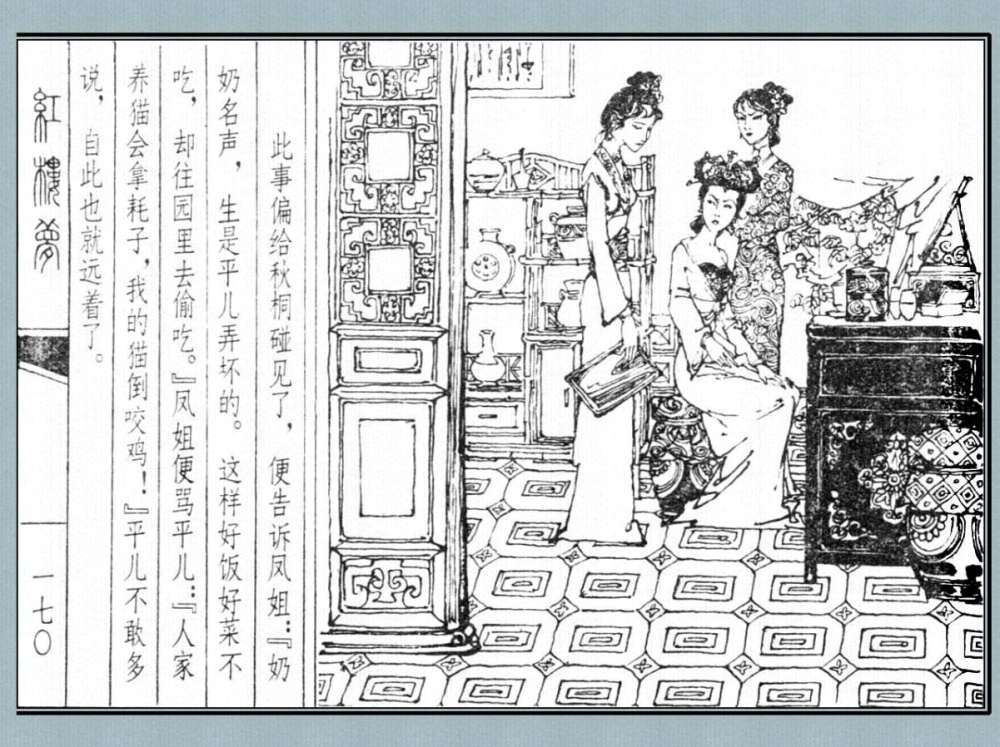 此事偏给秋桐碰见了，便告诉凤姐：『奶
奶名声，生是平儿弄坏的。这样好饭好菜不
吃，却往园里去偷吃。』凤姐便骂平儿：『人家
养猫会拿耗子，我的猫倒咬鸡！』平儿不敢多
说，自此也就远着了。
紅樓夢
一七〇